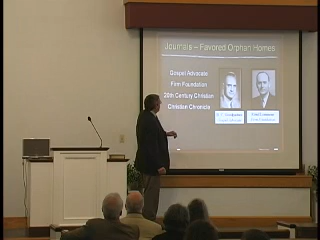 Journals – Favored Orphan Homes
Gospel Advocate
Firm Foundation
20th Century Christian
Christian Chronicle